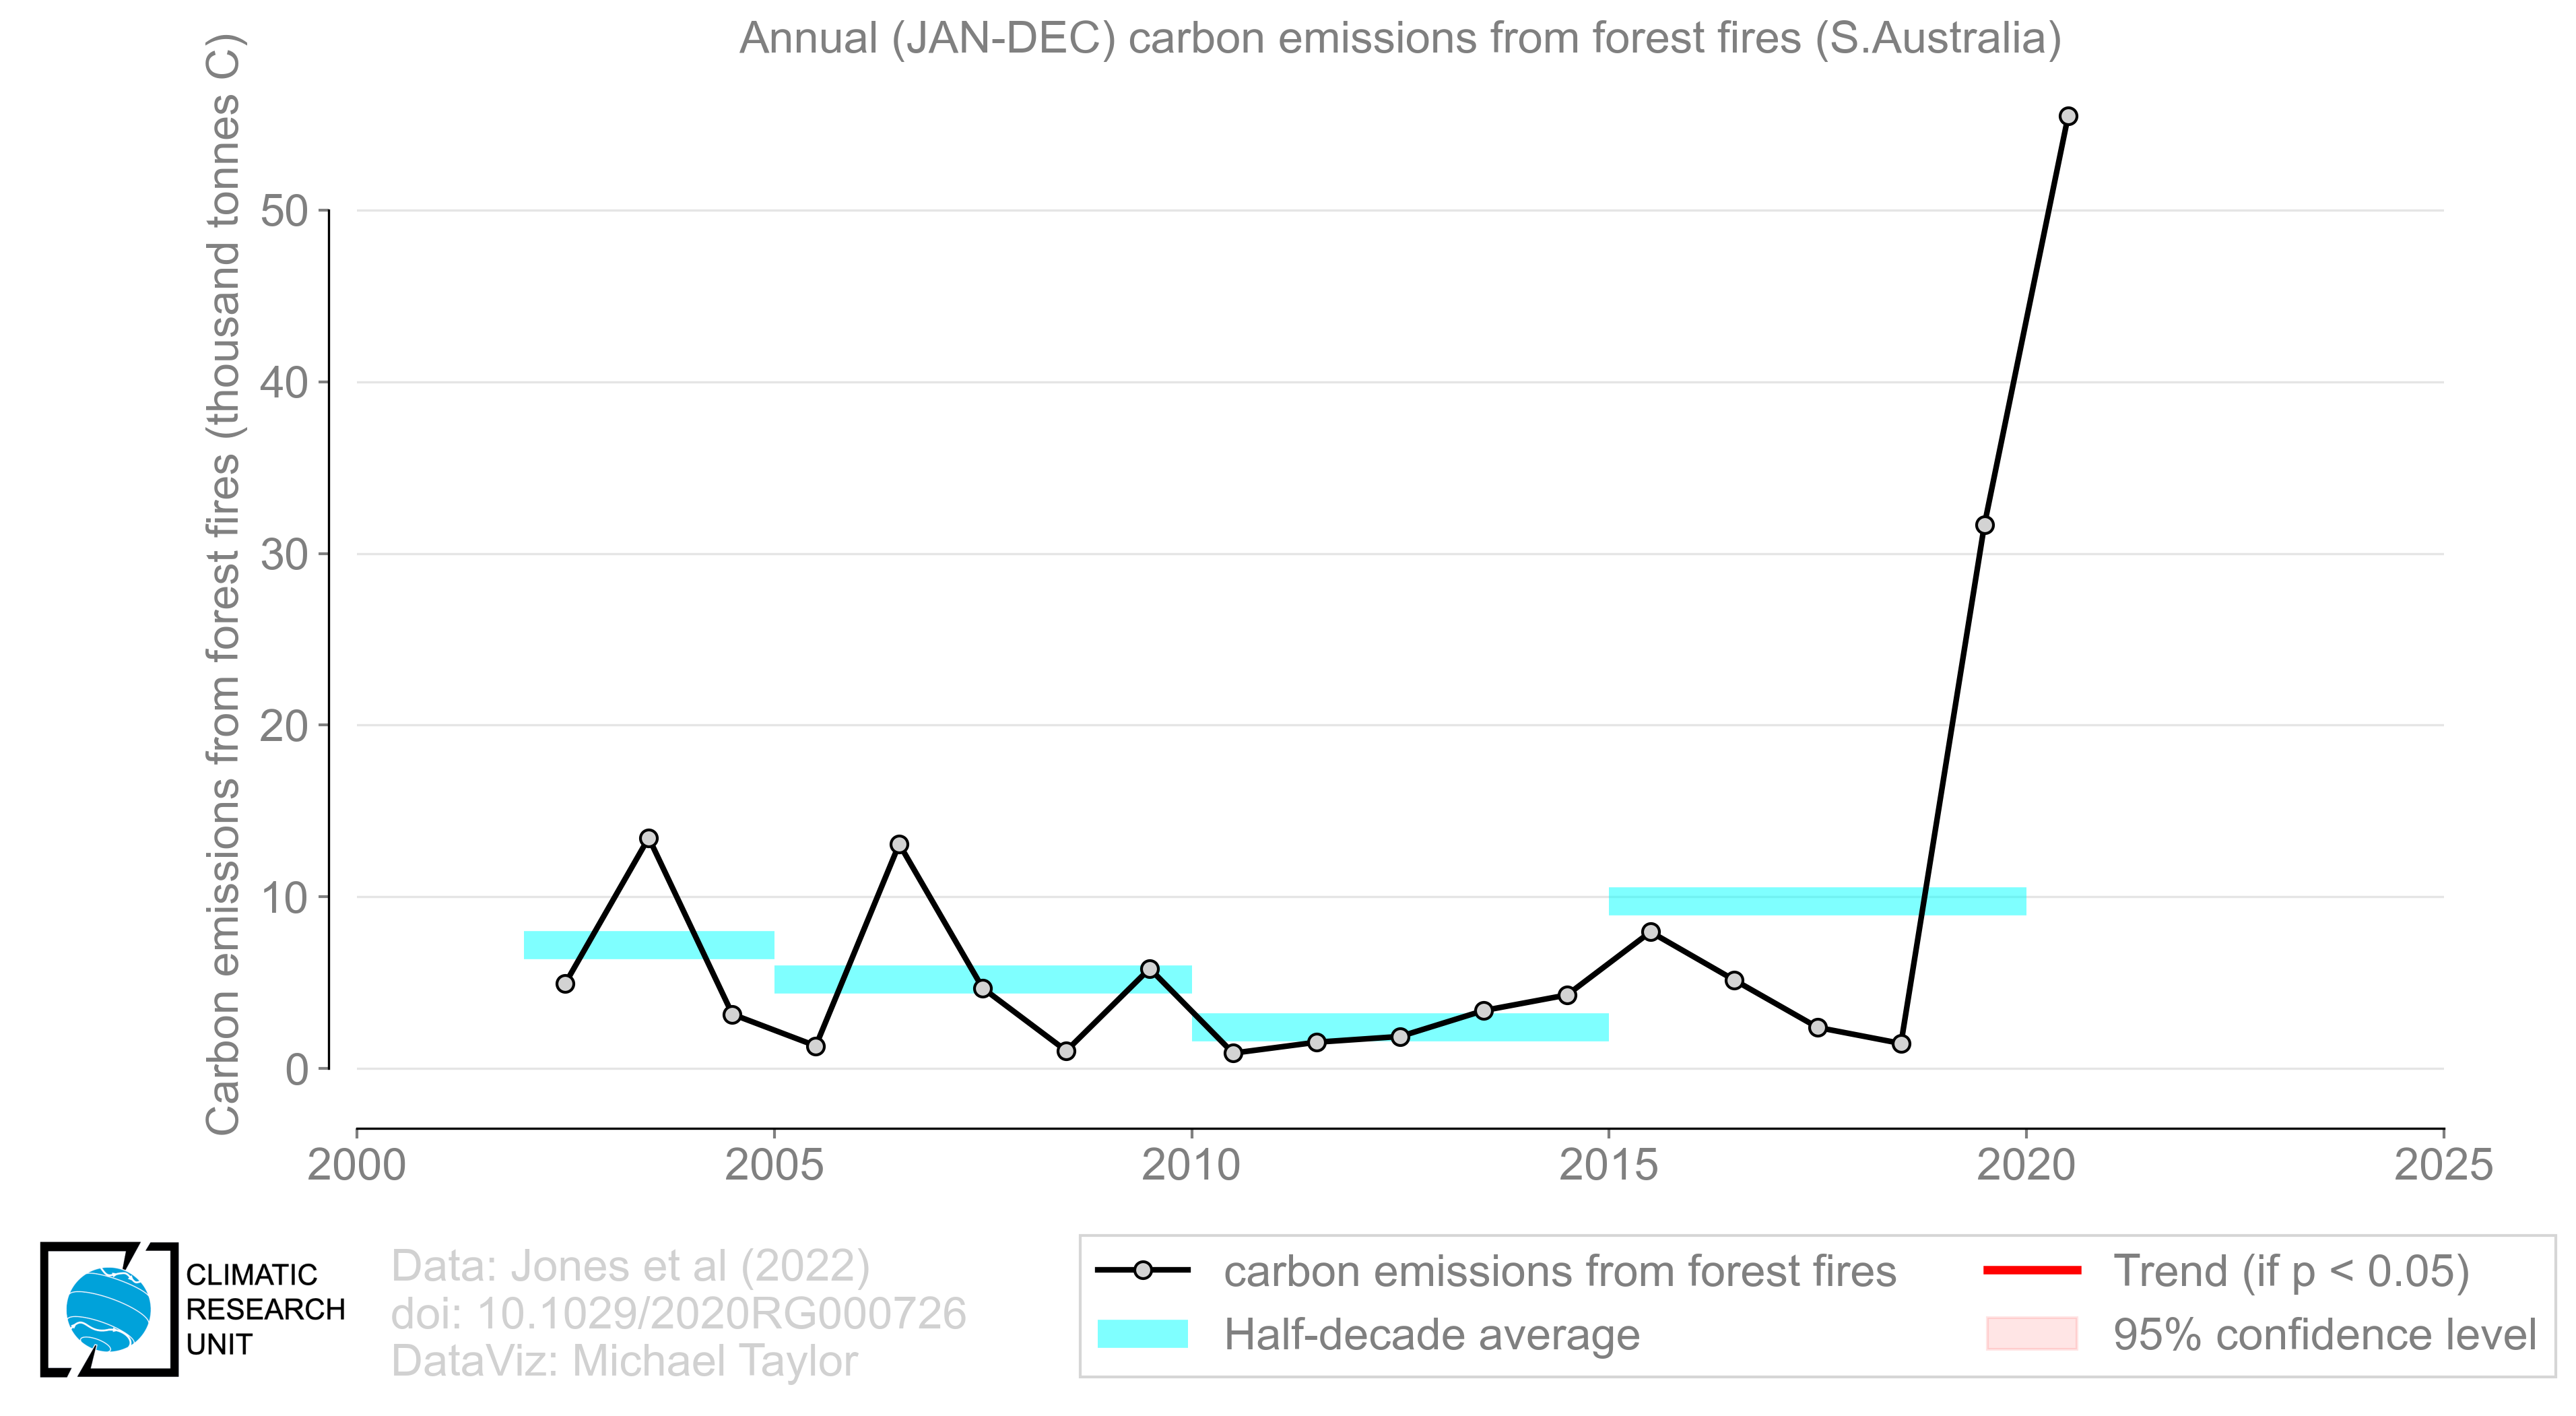 Annual (JAN-DEC) carbon emissions from forest fires (S.Australia)
Carbon emissions from forest fires (thousand tonnes C)
50
40
30
20
10
0
2000
2005
2010
2015
2020
2025
CLIMATIC
RESEARCH
UNIT
Data: Jones et al (2022)
doi: 10.1029/2020RG000726
DataViz: Michael Taylor
carbon emissions from forest fires
Half-decade average
Trend (if p < 0.05)
95% confidence level